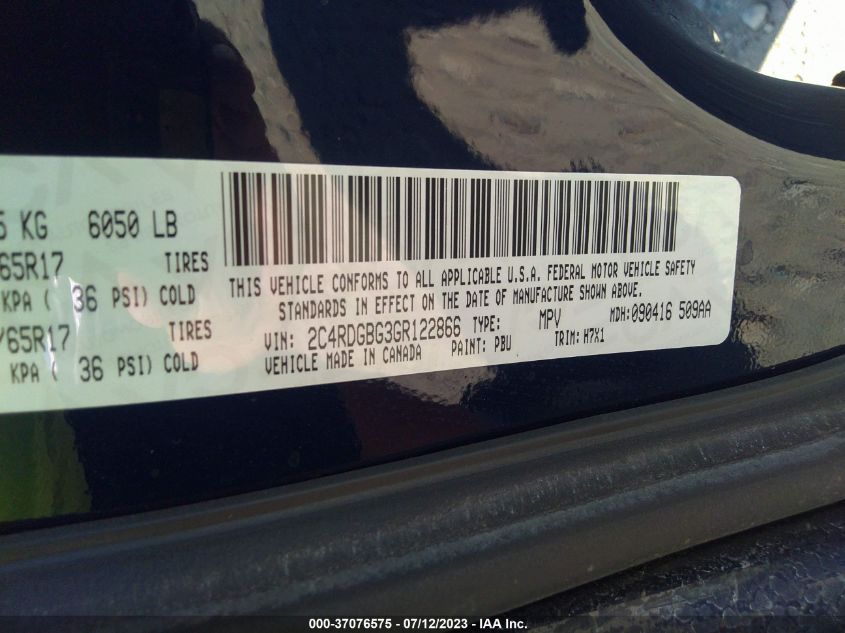 5 KG 6050 LB
65R17 TIRES
KPA ( 36 PSI) COLD
/65R17 TIRES
KPA ( 36 PSI) COLD
THIS VEHICLE CONFORMS TO ALL APPLICABLE U.S.A. FEDERAL MOTOR VEHICLE SAFETY
STANDARDS IN EFFECT ON THE DATE OF MANUFACTURE SHOWN ABOVE.
VIN: 2C4RDGBG3GR122866 TYPE: MPV MDH: 090416 509AA
VEHICLE MADE IN CANADA PAINT: PBU TRIM: H7X1
000-37076575 - 07/12/2023 - IAA Inc.